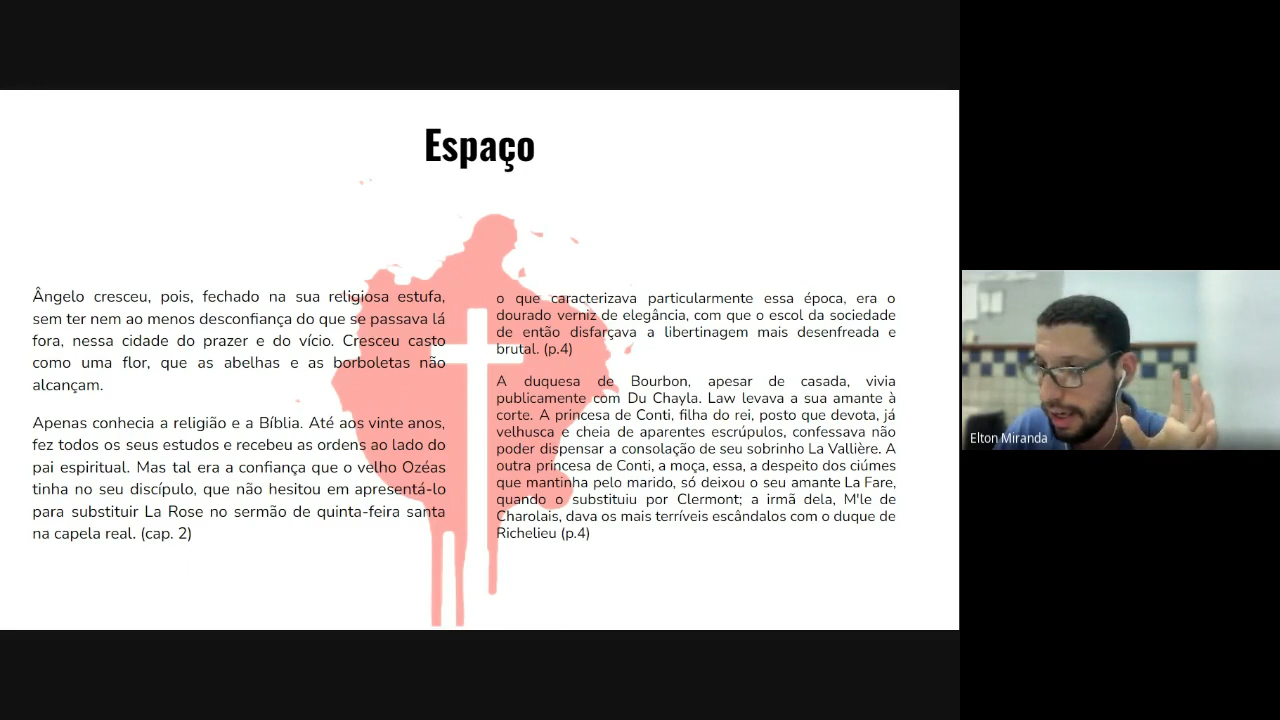 Espaço
Ângelo cresceu, pois, fechado na sua religiosa estufa,
sem ter nem ao menos desconfiança do que se passava lá
fora, nessa cidade do prazer e do vício. Cresceu casto
como uma flor, que as abelhas e as borboletas não
alcançam.
Apenas conhecia a religião e a Bíblia. Até aos vinte anos,
fez todos os seus estudos e recebeu as ordens ao lado do
pai espiritual. Mas tal era a confiança que o velho Ozéas
tinha no seu discípulo, que não hesitou em apresentá-lo
para substituir La Rose no sermão de quinta-feira santa
na capela real. (cap. 2)
o que caracterizava particularmente essa época, era o
dourado verniz de elegância, com que o escol da sociedade
de então disfarçava a libertinagem mais desenfreada e
brutal. (p.4)
A duquesa de Bourbon, apesar de casada, vivia
publicamente com Du Chayla. Law levava a sua amante à
corte. A princesa de Conti, filha do rei, posto que devota, já
velhusca e cheia de aparentes escrúpulos, confessava não
poder dispensar a consolação de seu sobrinho La Vallière. A
outra princesa de Conti, a moça, essa, a despeito dos ciúmes
que mantinha pelo marido, só deixou o seu amante La Fare,
quando o substituiu por Clermont; a irmã dela, M'le de
Charolais, dava os mais terríveis escândalos com o duque de
Richelieu (p.4)
Elton Miranda